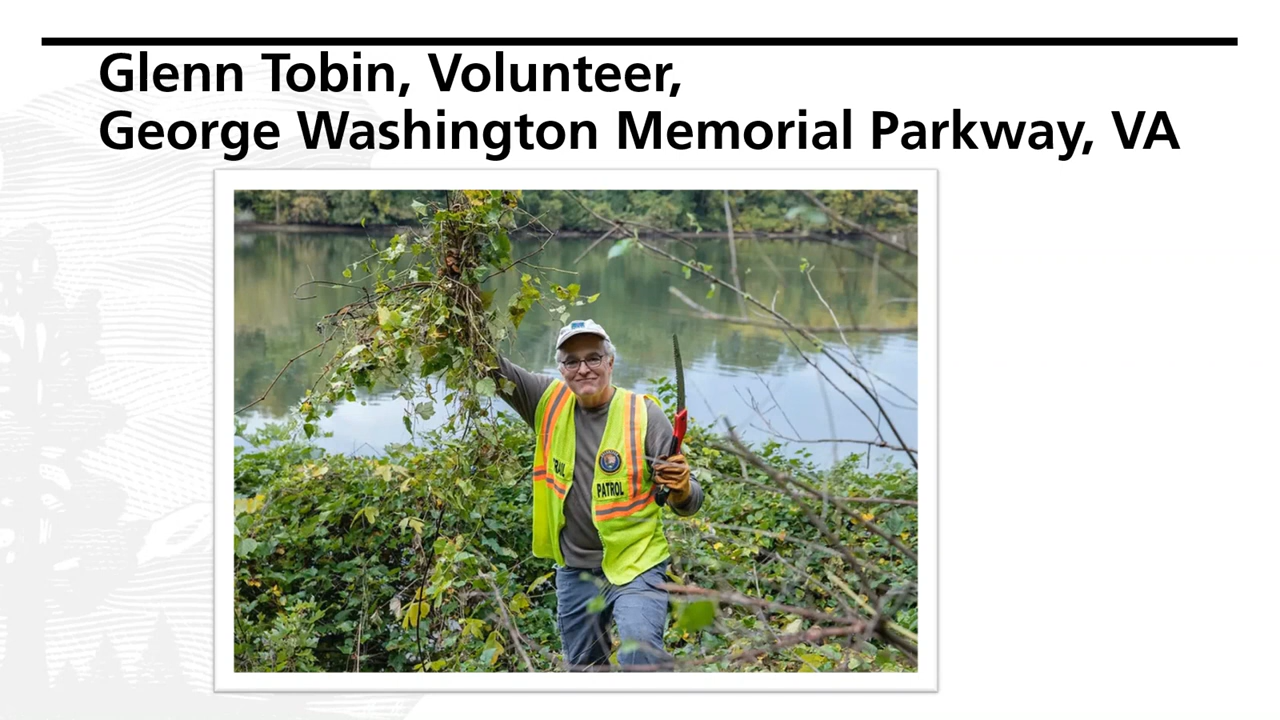 Glenn Tobin, Volunteer,
George Washington Memorial Parkway, VA
PATROL